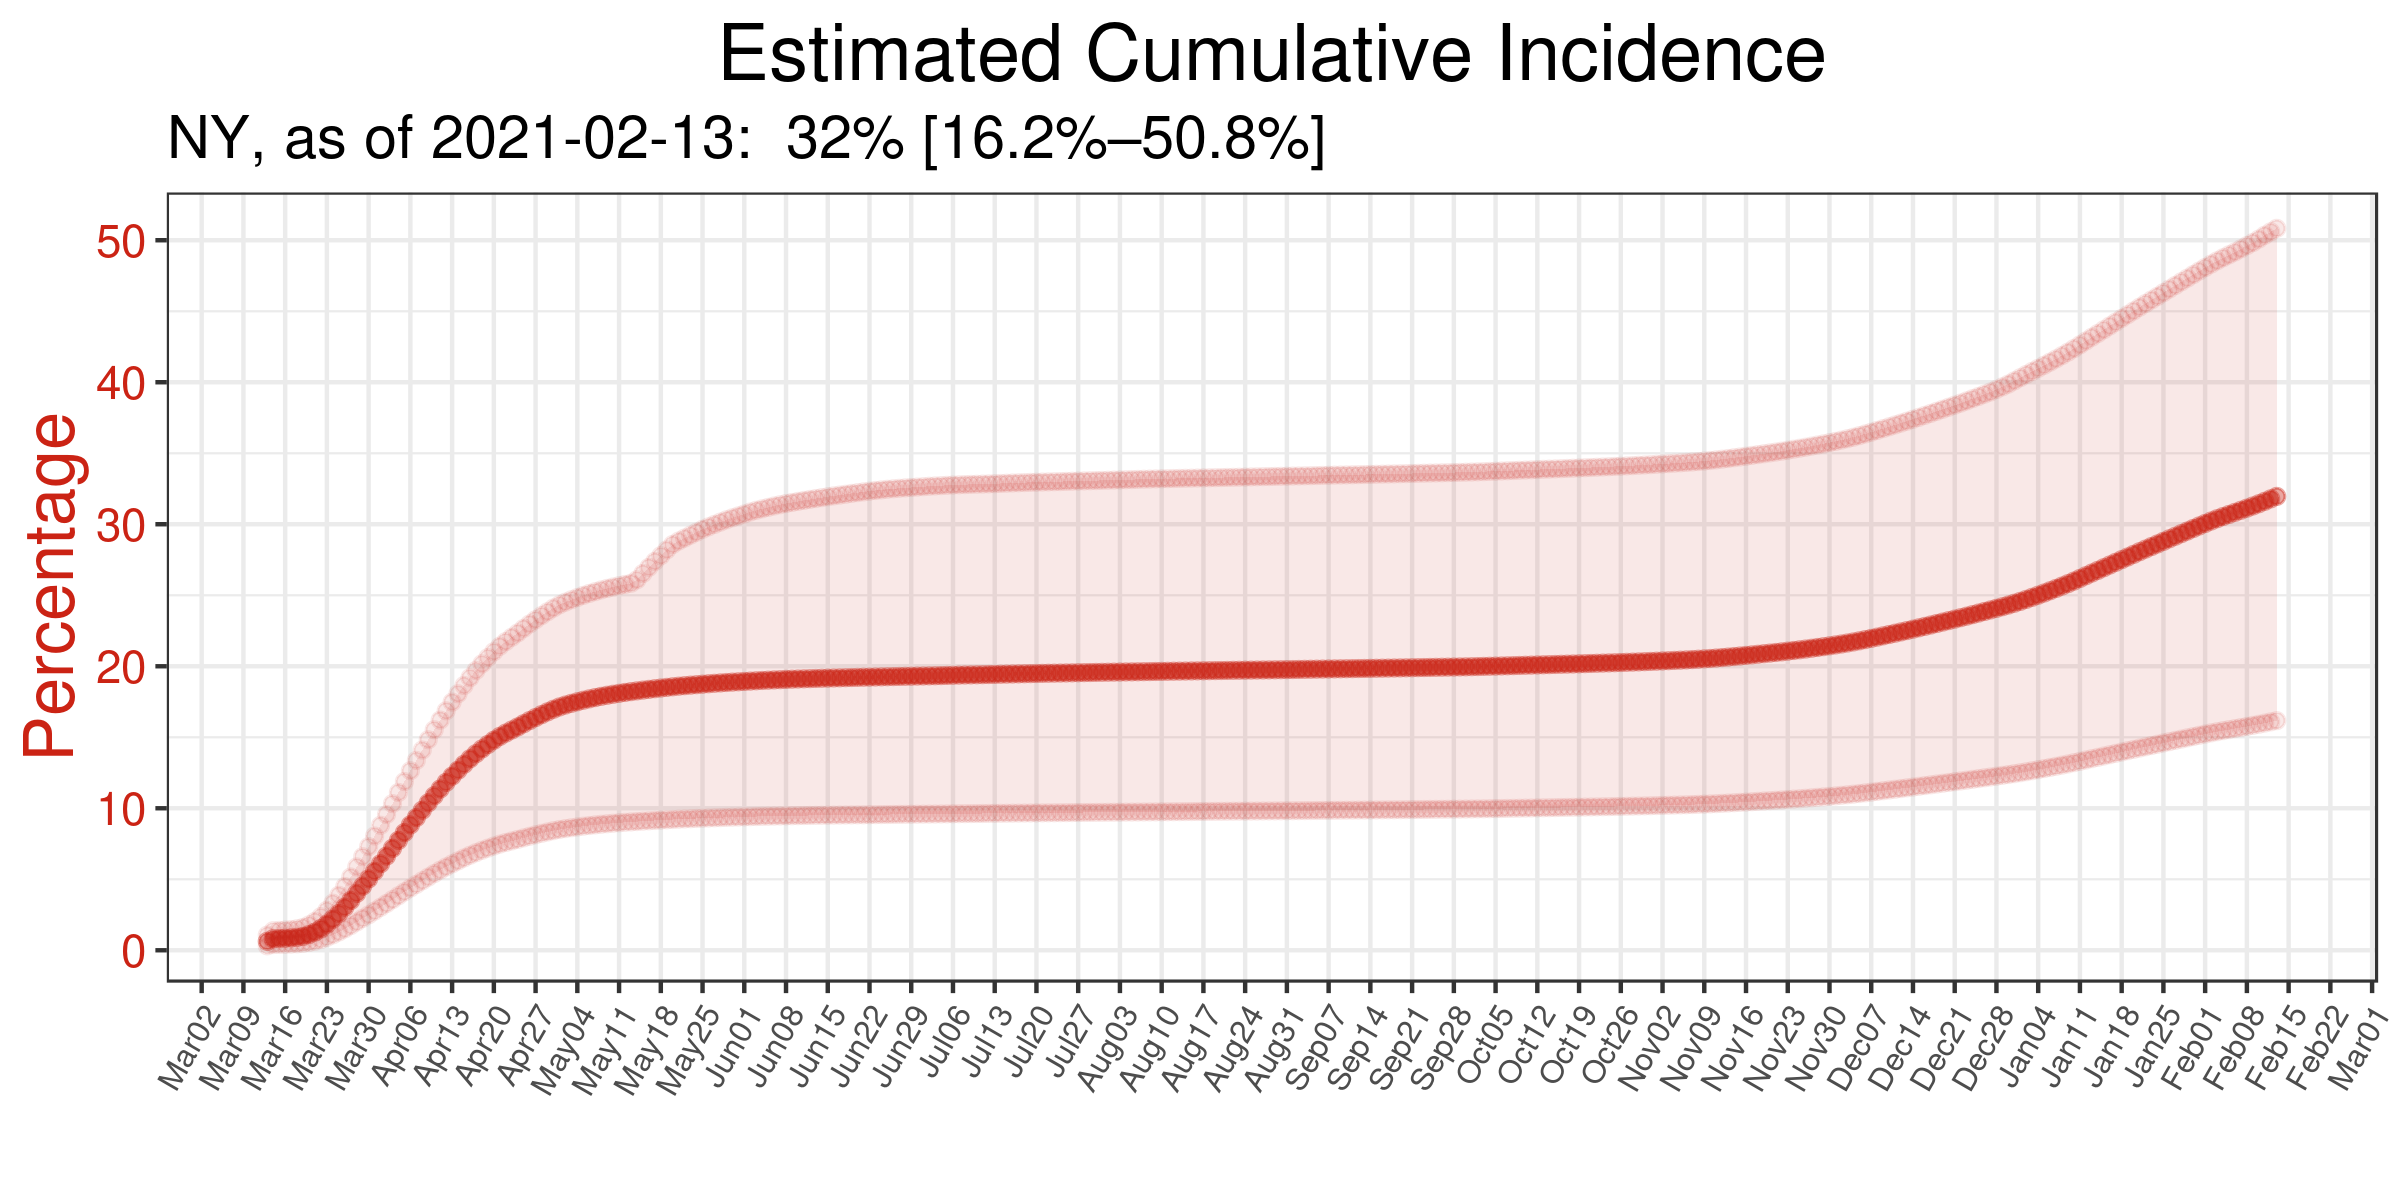 Estimated Cumulative Incidence
NY, as of 2021-02-13:  32% [16.2%–50.8%]
Percentage
50
40
30
20
10
0
Mar02
Mar09
Mar16
Mar23
Mar30
Apr06
Apr13
Apr20
Apr27
May04
May11
May18
May25
Jun01
Jun08
Jun15
Jun22
Jun29
Jul06
Jul13
Jul20
Jul27
Aug03
Aug10
Aug17
Aug24
Aug31
Sep07
Sep14
Sep21
Sep28
Oct05
Oct12
Oct19
Oct26
Nov02
Nov09
Nov16
Nov23
Nov30
Dec07
Dec14
Dec21
Dec28
Jan04
Jan11
Jan18
Jan25
Feb01
Feb08
Feb15
Feb22
Mar01